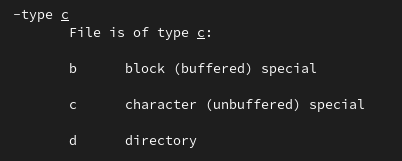 -type c
File is of type c:
b block (buffered) special
c character (unbuffered) special
d directory